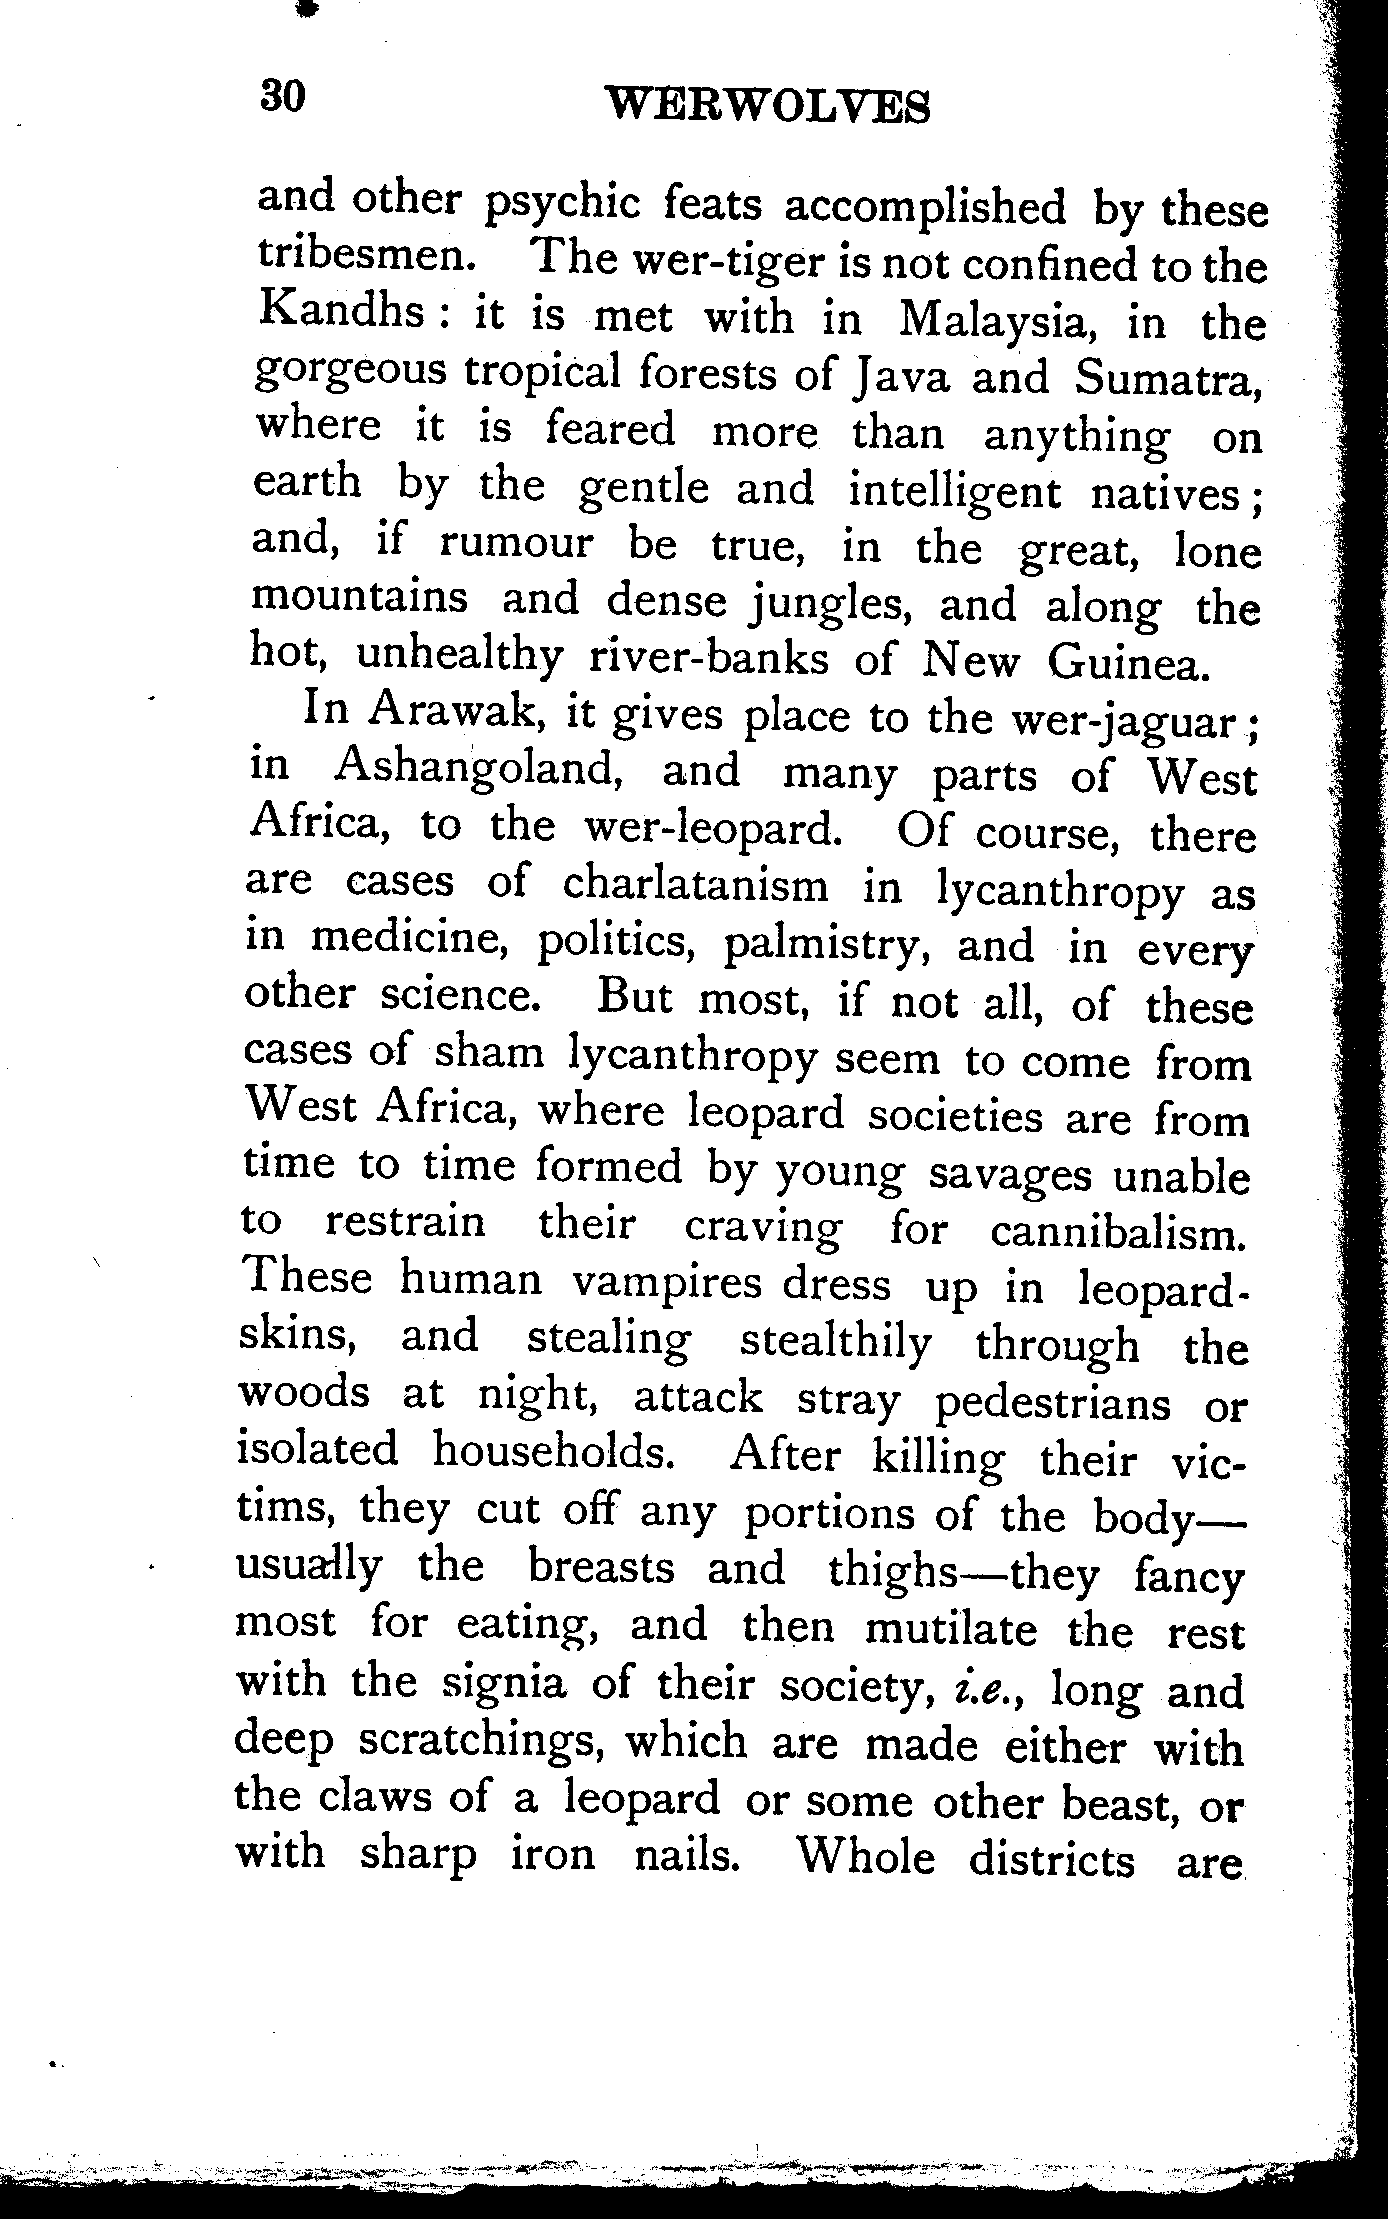 30 WERWOLVES
and other psychic feats accomplished by these
tribesmen. The wer-tiger is not confined to the
Kandhs : it is met with in Malaysia, in the
gorgeous tropical forests of Java and Sumatra,
where it is feared more than anything on
earth by the gentle and intelligent natives ;
and, if rumour be true, in the great, lone
mountains and dense jungles, and along the
hot, unhealthy river-banks of New Guinea.
In Arawak, it gives place to the wer-jaguar ;
in Ashangoland, and many parts of West
Africa, to the wer-leopard. Of course, there
are cases of charlatanism in lycanthropy as
in medicine, politics, palmistry, and in every
other science. But most, if not all, of these
cases of sham lycanthropy seem to come from
West Africa, where leopard societies are from
time to time formed by young savages unable
to restrain their craving for cannibalism.
These human vampires dress up in leopard-
skins, and stealing stealthily through the
woods at night, attack stray pedestrians or
isolated households. After killing their vic-
tims, they cut off any portions of the body—
usually the breasts and thighs—they fancy
most for eating, and then mutilate the rest
with the signia of their society, i.e., long and
deep scratchings, which are made either with
the claws of a leopard or some other beast, or
with sharp iron nails. Whole districts are